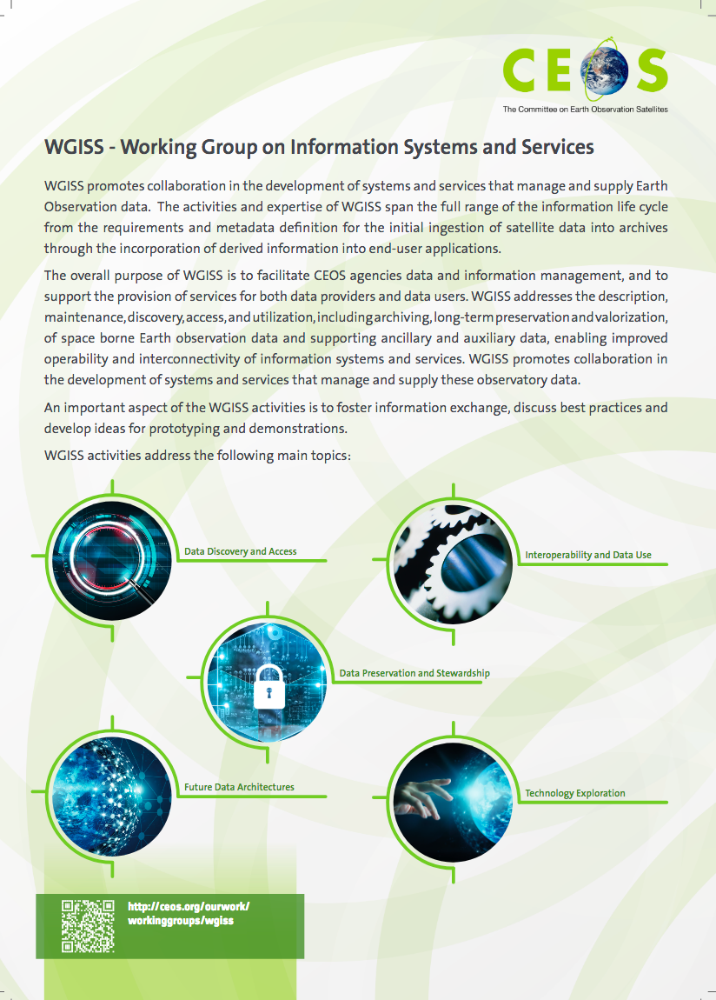 CEOS
The Committee on Earth Observation Satellites
WGISS - Working Group on Information Systems and Services
WGISS promotes collaboration in the development of systems and services that manage and supply Earth
Observation data. The activities and expertise of WGISS span the full range of the information life cycle
from the requirements and metadata definition for the initial ingestion of satellite data into archives
through the incorporation of derived information into end-user applications.
The overall purpose of WGISS is to facilitate CEOS agencies data and information management, and to
support the provision of services for both data providers and data users. WGISS addresses the description,
maintenance, discovery, access, and utilization, including archiving, long-term preservation and valorization,
of space borne Earth observation data and supporting ancillary and auxiliary data, enabling improved
operability and interconnectivity of information systems and services. WGISS promotes collaboration in
the development of systems and services that manage and supply these observatory data.
An important aspect of the WGISS activities is to foster information exchange, discuss best practices and
develop ideas for prototyping and demonstrations.
WGISS activities address the following main topics:
Data Discovery and Access
Interoperability and Data Use
Data Preservation and Stewardship
Future Data Architectures
Technology Exploration
http://ceos.org/ourwork/
workinggroups/wgiss